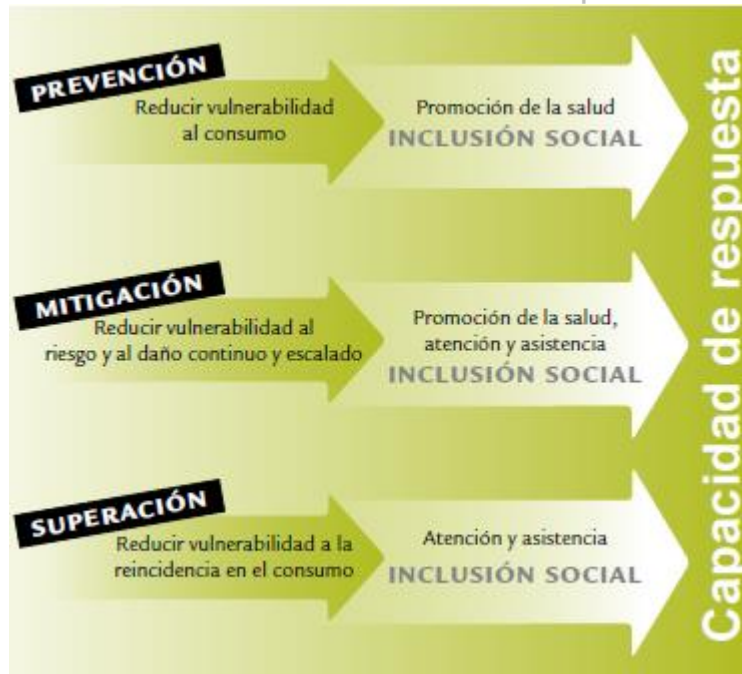 PREVENCIÓN
Reducir vulnerabilidad
al consumo
Promoción de la salud
INCLUSIÓN SOCIAL
MITIGACIÓN
Reducir vulnerabilidad al
riesgo y al daño continuo y escalado
Promoción de la salud,
atención y asistencia
INCLUSIÓN SOCIAL
SUPERACIÓN
Reducir vulnerabilidad a la
reincidencia en el consumo
Atención y asistencia
INCLUSIÓN SOCIAL
Capacidad de respuesta